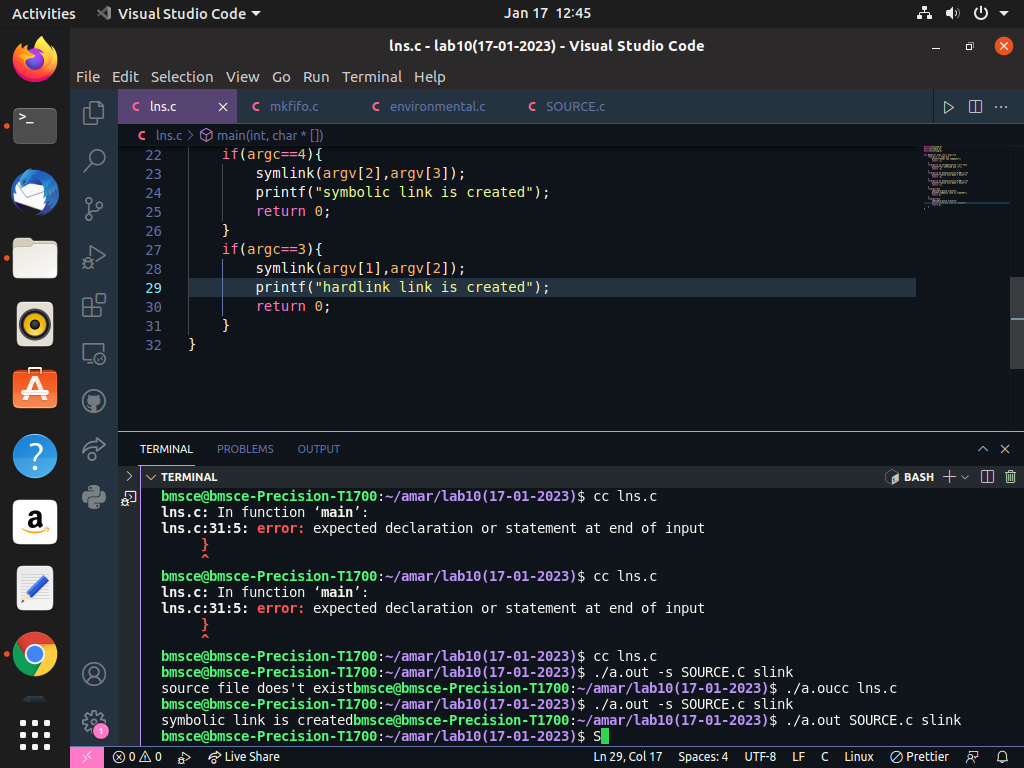 Activities Visual Studio Code Jan 17 12:45
lns.c - lab10(17-01-2023) - Visual Studio Code
File Edit Selection View Go Run Terminal Help
C lns.c C mkfifo.c C environmental.c C SOURCE.c
C lns.c > main(int, char * [])
22 if(argc==4){
23 symlink(argv[2],argv[3]);
24 printf("symbolic link is created");
25 return 0;
26 }
27 if(argc==3){
28 symlink(argv[1],argv[2]);
29 printf("hardlink link is created");
30 return 0;
31 }
32 }
TERMINAL PROBLEMS OUTPUT
TERMINAL BASH
bmsce@bmsce-Precision-T1700:~/amar/lab10(17-01-2023)$ cc lns.c
lns.c: In function ‘main’:
lns.c:31:5: error: expected declaration or statement at end of input
}
^
bmsce@bmsce-Precision-T1700:~/amar/lab10(17-01-2023)$ cc lns.c
lns.c: In function ‘main’:
lns.c:31:5: error: expected declaration or statement at end of input
}
^
bmsce@bmsce-Precision-T1700:~/amar/lab10(17-01-2023)$ cc lns.c
bmsce@bmsce-Precision-T1700:~/amar/lab10(17-01-2023)$ ./a.out -s SOURCE.C slink
source file does't existbmsce@bmsce-Precision-T1700:~/amar/lab10(17-01-2023)$ ./a.oucc lns.c
bmsce@bmsce-Precision-T1700:~/amar/lab10(17-01-2023)$ ./a.out -s SOURCE.c slink
symbolic link is createdbmsce@bmsce-Precision-T1700:~/amar/lab10(17-01-2023)$ ./a.out SOURCE.c slink
bmsce@bmsce-Precision-T1700:~/amar/lab10(17-01-2023)$ S
1
0 0 Live Share Ln 29, Col 17 Spaces: 4 UTF-8 LF C Linux Prettier